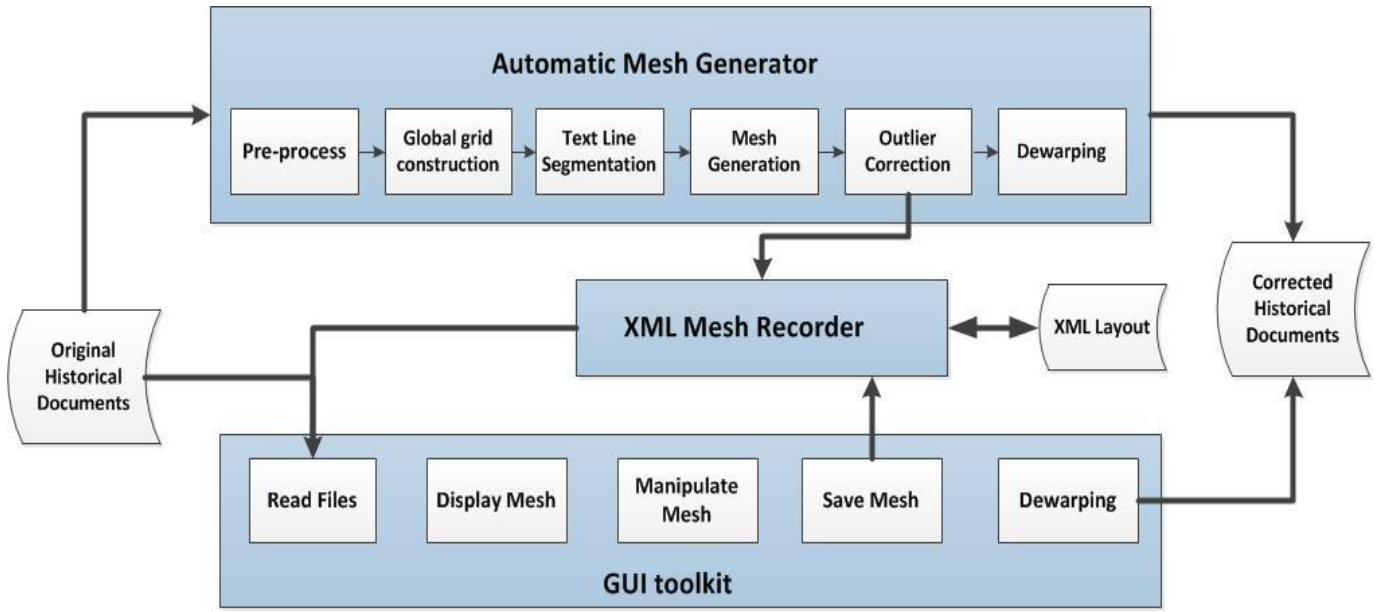 Automatic Mesh Generator
Pre-process
Global grid
construction
Text Line
Segmentation
Mesh
Generation
Outlier
Correction
Dewarping
Original
Historical
Documents
XML Mesh Recorder
XML Layout
Corrected
Historical
Documents
Read Files
Display Mesh
Manipulate
Mesh
Save Mesh
Dewarping
GUI toolkit